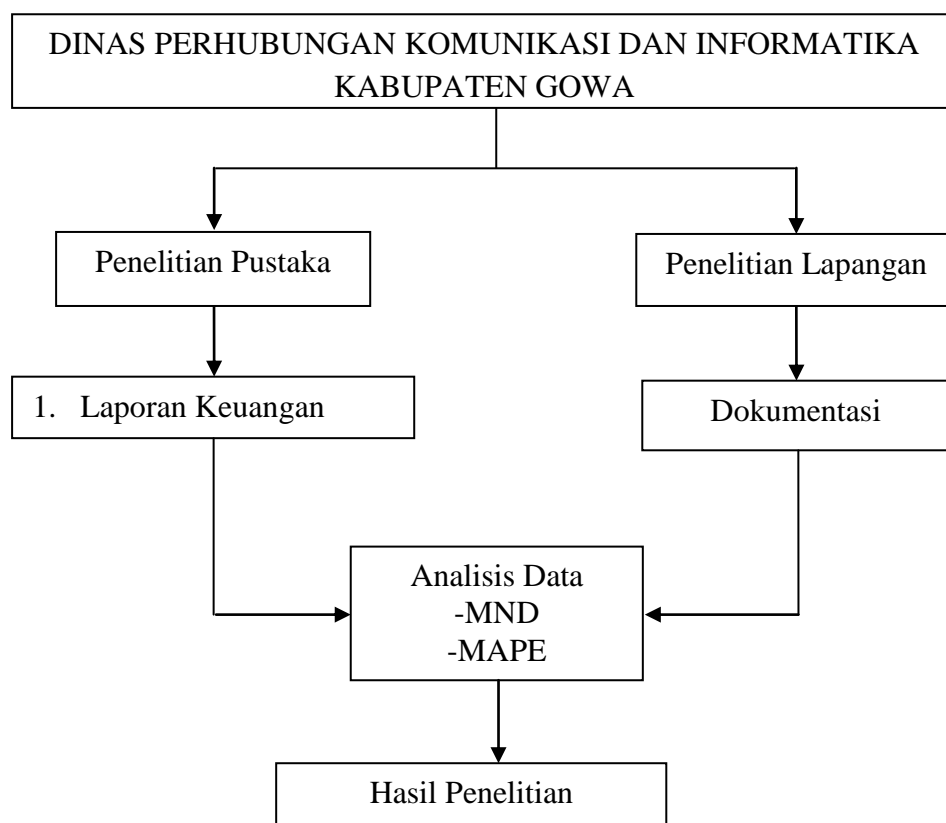 DINAS PERHUBUNGAN KOMUNIKASI DAN INFORMATIKA
KABUPATEN GOWA
Penelitian Pustaka
Penelitian Lapangan
1. Laporan Keuangan
Dokumentasi
Analisis Data
-MND
-MAPE
Hasil Penelitian